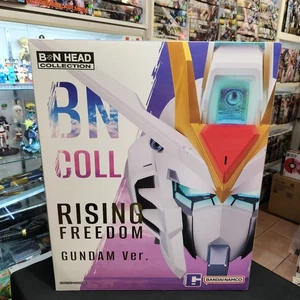 BN HEAD
COLLECTION
BN
COLL
RISING
FREEDOM
GUNDAM Ver.
G
BANDAI NAMCO